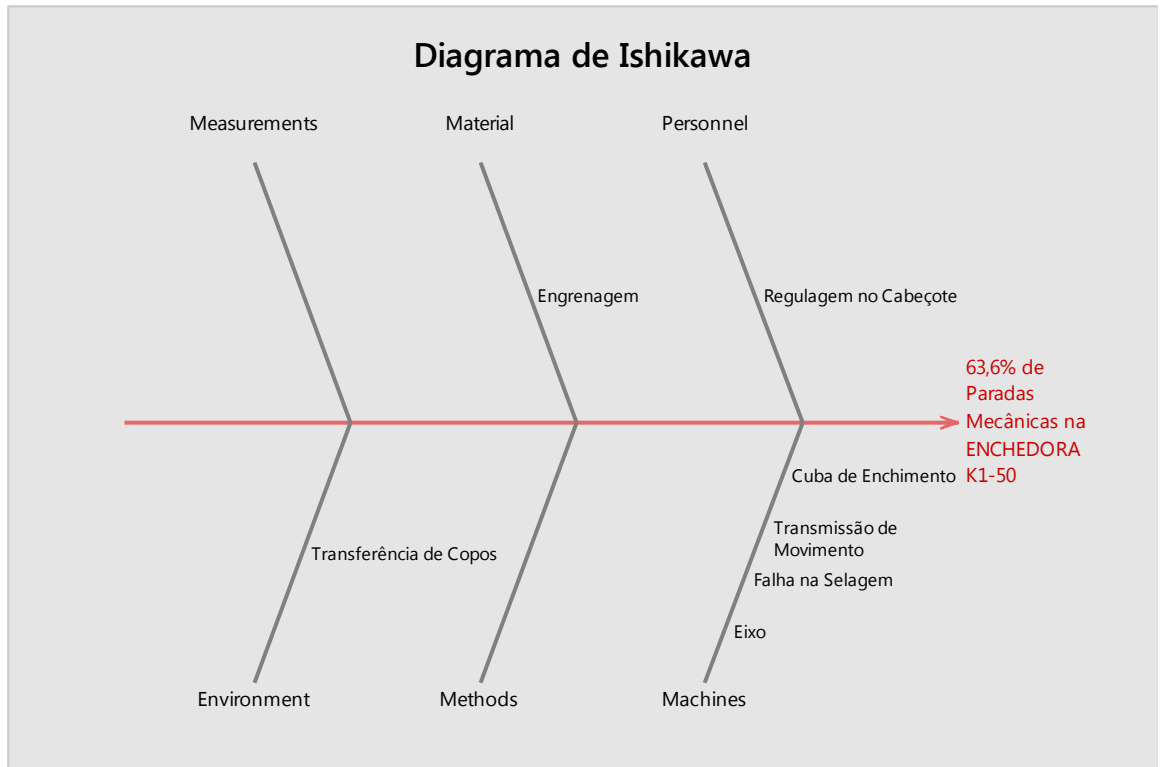 Diagrama de Ishikawa
Measurements
Material
Personnel
Engrenagem
Regulagem no Cabeçote
63,6% de
Paradas
Mecânicas na
ENCHEDORA
K1-50
Cuba de Enchimento
Transmissão de
Movimento
Transferência de Copos
Falha na Selagem
Eixo
Environment
Methods
Machines